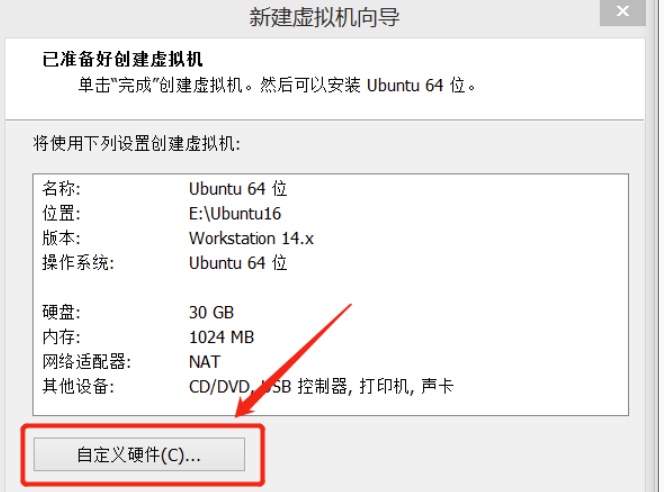 新建虚拟机向导
已准备好创建虚拟机
单击“完成”创建虚拟机。然后可以安装 Ubuntu 64 位。
将使用下列设置创建虚拟机:
名称: Ubuntu 64 位
位置: E:\Ubuntu16
版本: Workstation 14.x
操作系统: Ubuntu 64 位
硬盘: 30 GB
内存: 1024 MB
网络适配器: NAT
其他设备: CD/DVD, USB 控制器, 打印机, 声卡
自定义硬件(C)...